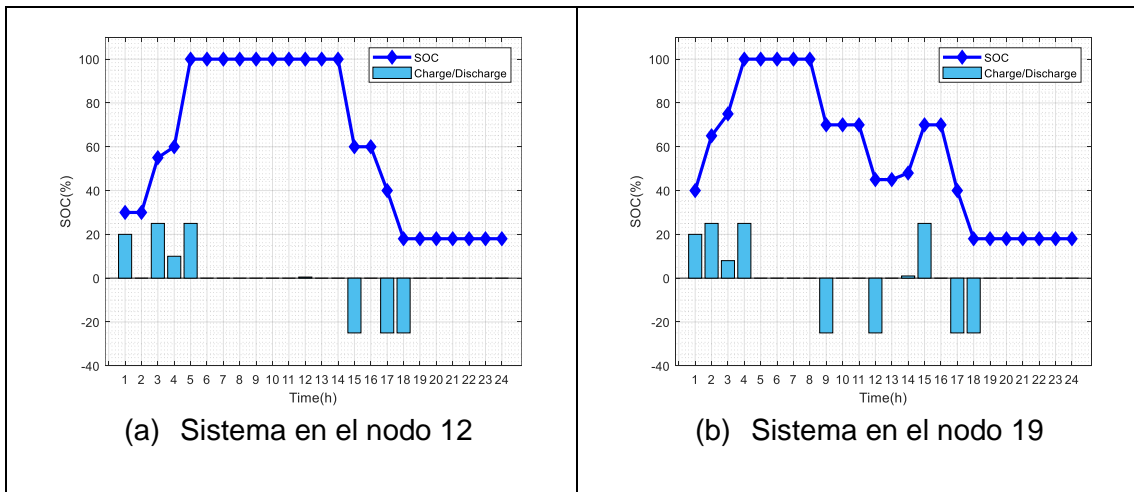 SOC
Charge/Discharge
100
80
60
40
20
0
-20
-40
SOC(%)
1 2 3 4 5 6 7 8 9 10 11 12 13 14 15 16 17 18 19 20 21 22 23 24
Time(h)
(a) Sistema en el nodo 12
SOC
Charge/Discharge
100
80
60
40
20
0
-20
-40
SOC(%)
1 2 3 4 5 6 7 8 9 10 11 12 13 14 15 16 17 18 19 20 21 22 23 24
Time(h)
(b) Sistema en el nodo 19